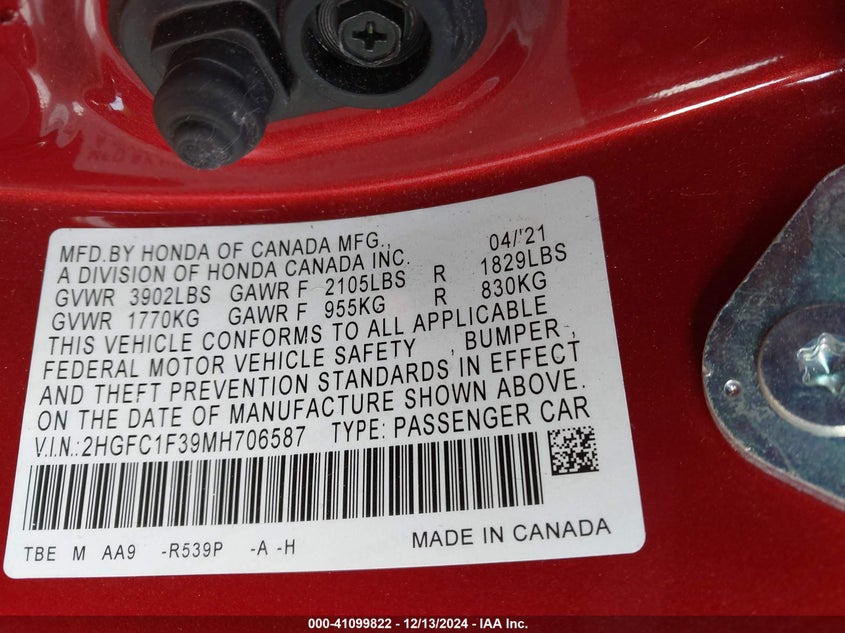 MFD.BY HONDA OF CANADA MFG., 04/'21
A DIVISION OF HONDA CANADA INC.
GVWR 3902LBS GAWR F 2105LBS R 1829LBS
GVWR 1770KG GAWR F 955KG R 830KG
THIS VEHICLE CONFORMS TO ALL APPLICABLE
FEDERAL MOTOR VEHICLE SAFETY , BUMPER ,
AND THEFT PREVENTION STANDARDS IN EFFECT
ON THE DATE OF MANUFACTURE SHOWN ABOVE.
V.I.N.:2HGFC1F39MH706587 TYPE: PASSENGER CAR
TBE M AA9 -R539P -A -H MADE IN CANADA
000-41099822 - 12/13/2024 - IAA Inc.